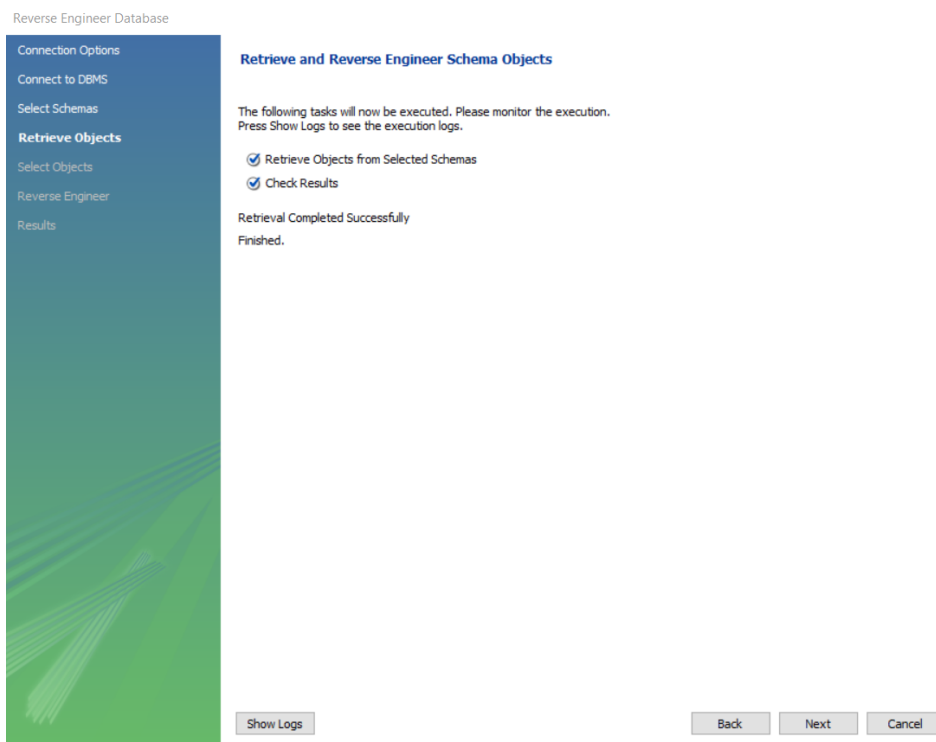 Reverse Engineer Database
Connection Options
Connect to DBMS
Select Schemas
Retrieve Objects
Select Objects
Reverse Engineer
Results
Retrieve and Reverse Engineer Schema Objects
The following tasks will now be executed. Please monitor the execution.
Press Show Logs to see the execution logs.
Retrieve Objects from Selected Schemas
Check Results
Retrieval Completed Successfully
Finished.
Show Logs
Back
Next
Cancel